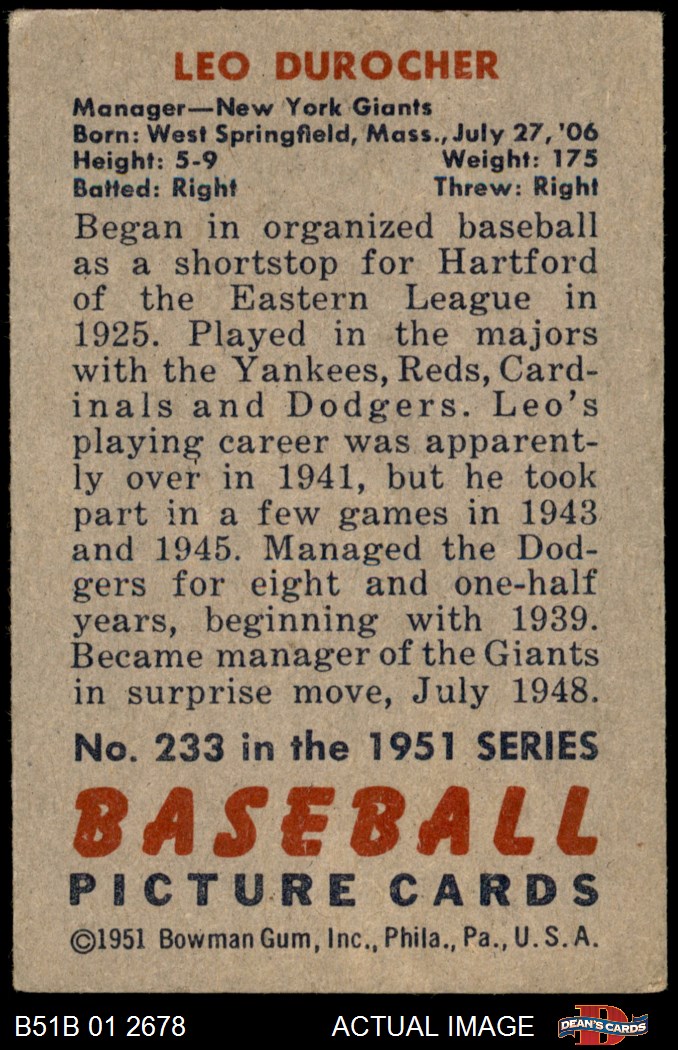 LEO DUROCHER
Manager—New York Giants
Born: West Springfield, Mass., July 27, '06
Height: 5-9 Weight: 175
Batted: Right Threw: Right
Began in organized baseball
as a shortstop for Hartford
of the Eastern League in
1925. Played in the majors
with the Yankees, Reds, Card-
inals and Dodgers. Leo's
playing career was apparent-
ly over in 1941, but he took
part in a few games in 1943
and 1945. Managed the Dod-
gers for eight and one-half
years, beginning with 1939.
Became manager of the Giants
in surprise move, July 1948.
No. 233 in the 1951 SERIES
BASEBALL
PICTURE CARDS
©1951 Bowman Gum, Inc., Phila., Pa., U.S.A.
B51B 01 2678 ACTUAL IMAGE DEAN'S CARDS